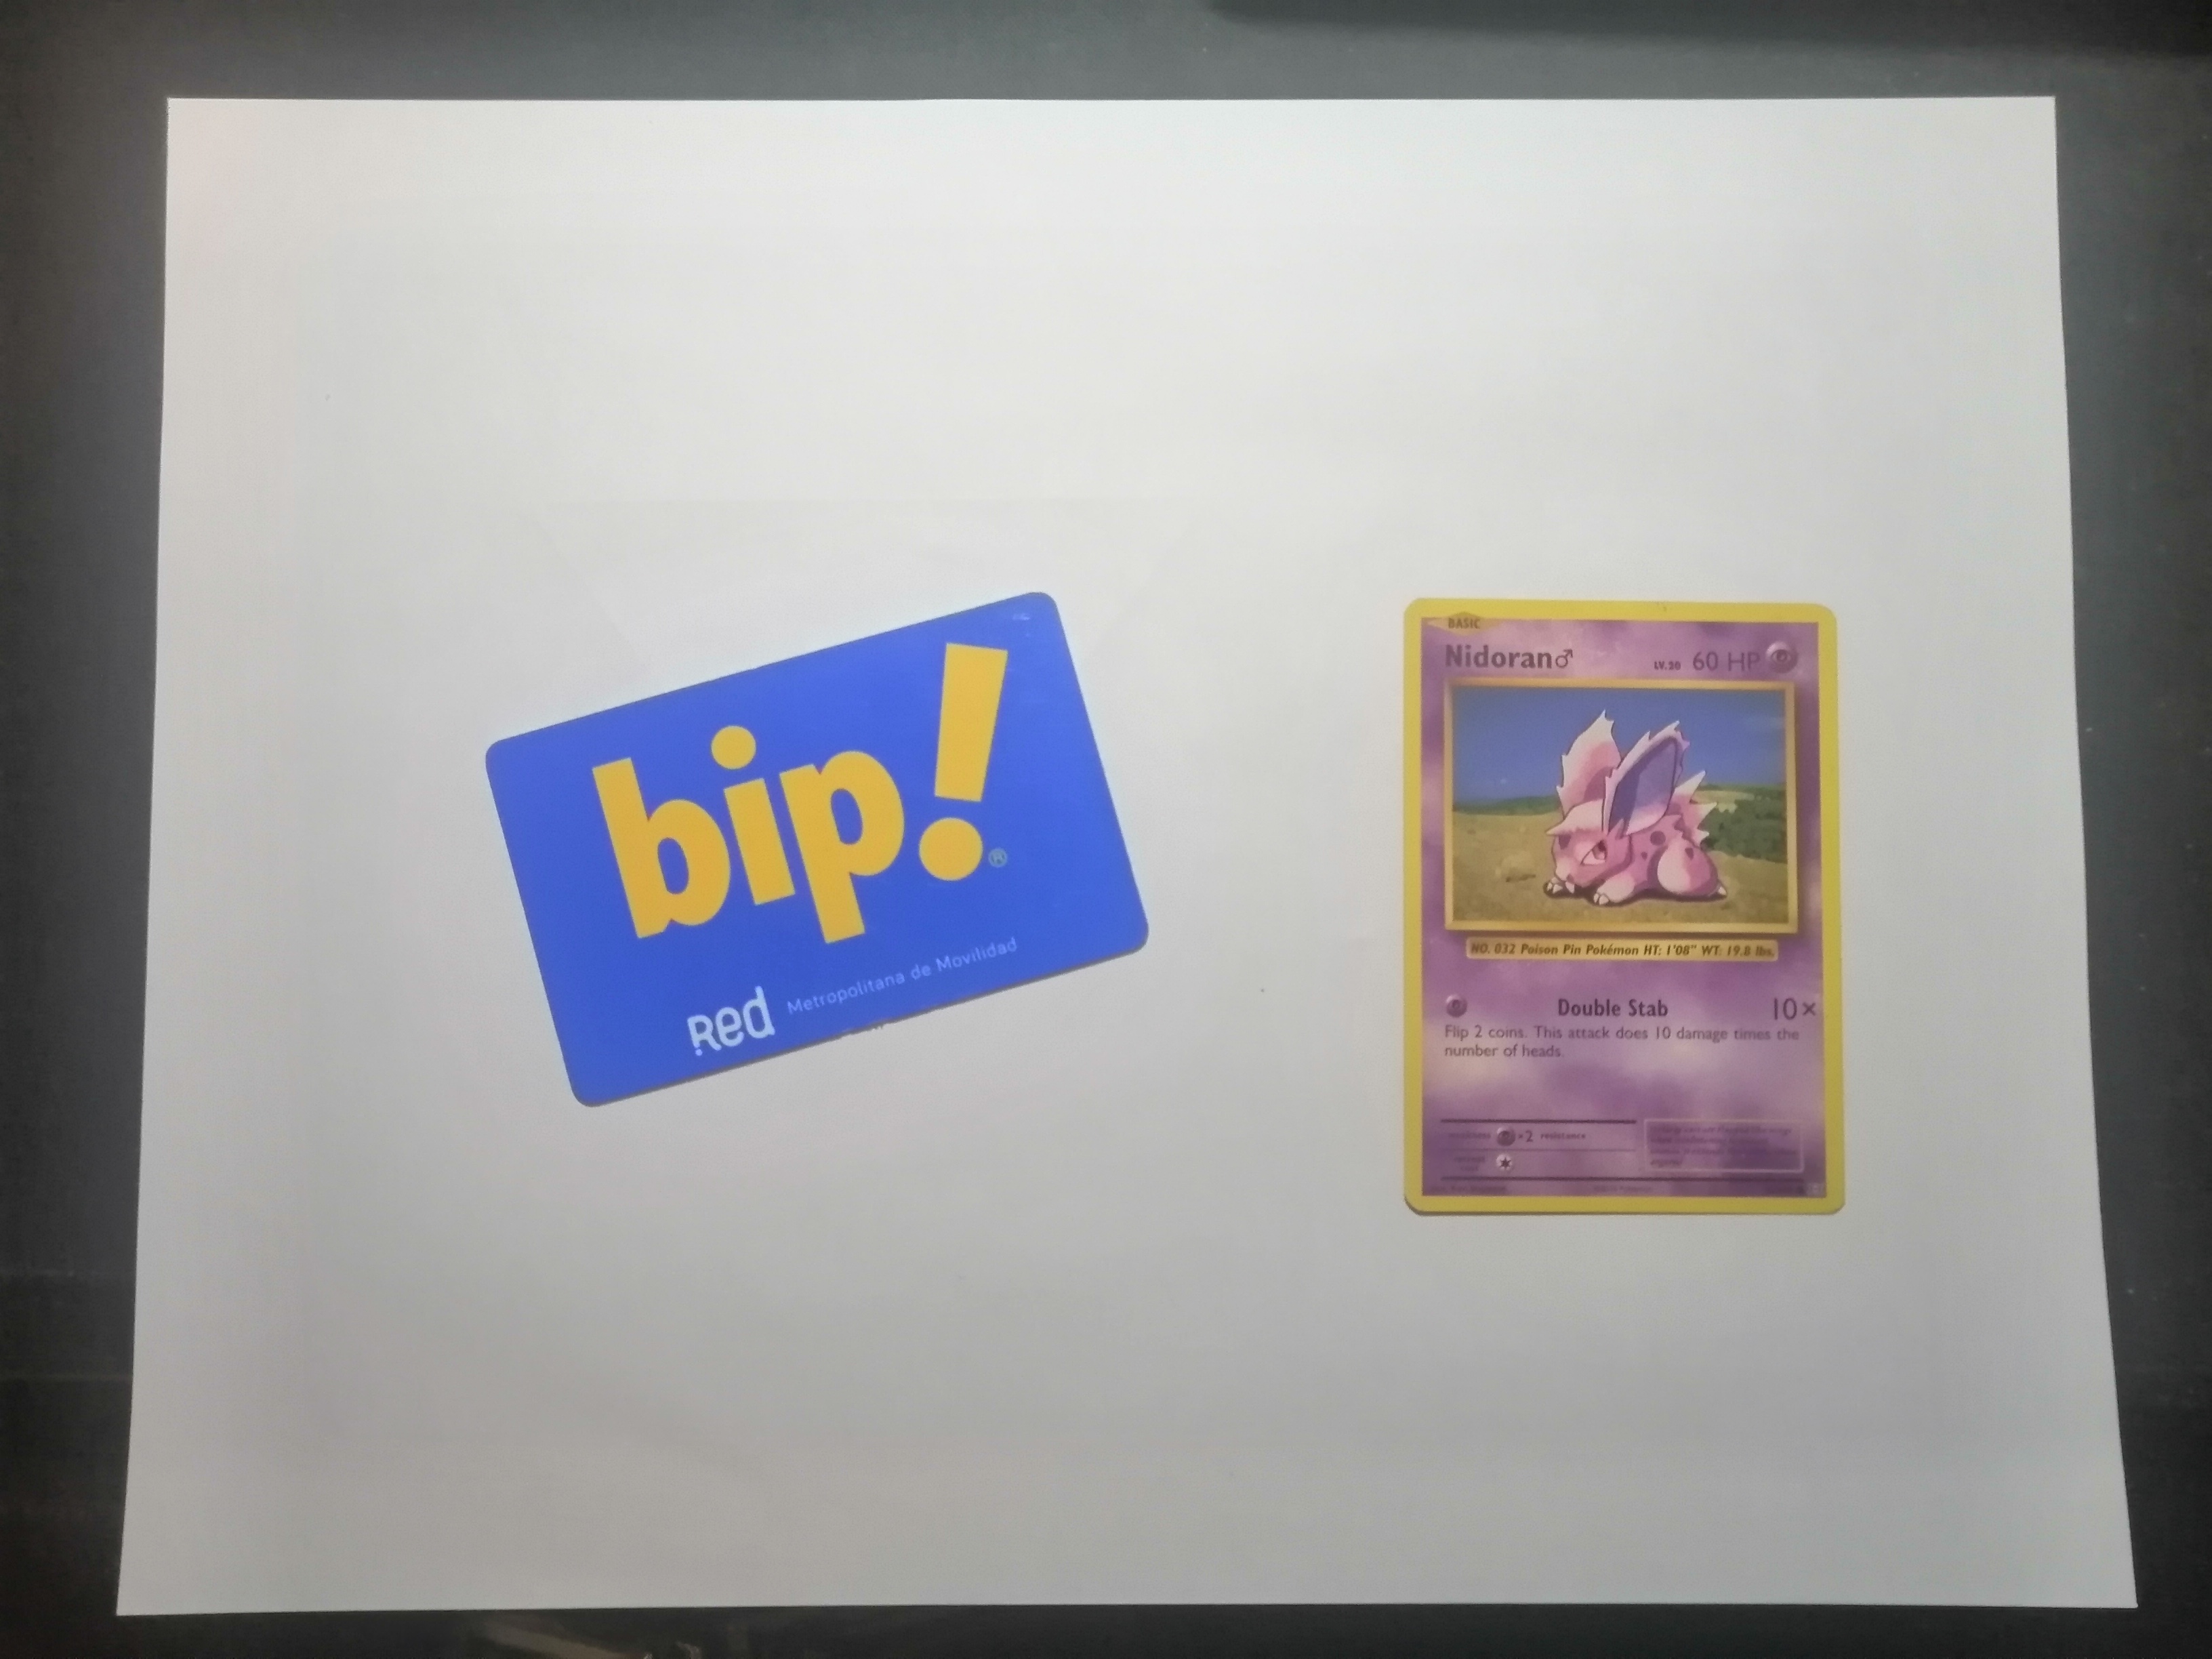 bip!®
Red Metropolitana de Movilidad
BASIC
Nidoran♂ LV.20 60 HP
NO. 032 Poison Pin Pokémon HT: 1'08" WT: 19.8 lbs.
Double Stab 10×
Flip 2 coins. This attack does 10 damage times the
number of heads.
×2 resistance